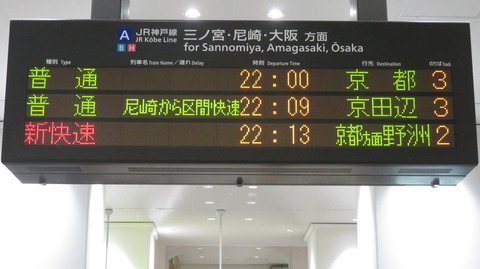 A JR神戸線 三ノ宮・尼崎・大阪 方面
B H JR Kōbe Line for Sannomiya, Amagasaki, Ōsaka
種別 Type 列車名 Train Name / 遅れ Delay 時刻 Departure Time 行先 Destination のりば Track
普通 22:00 京都 3
普通 尼崎から区間快速 22:09 京田辺 3
新快速 22:13 京都方面野洲 2